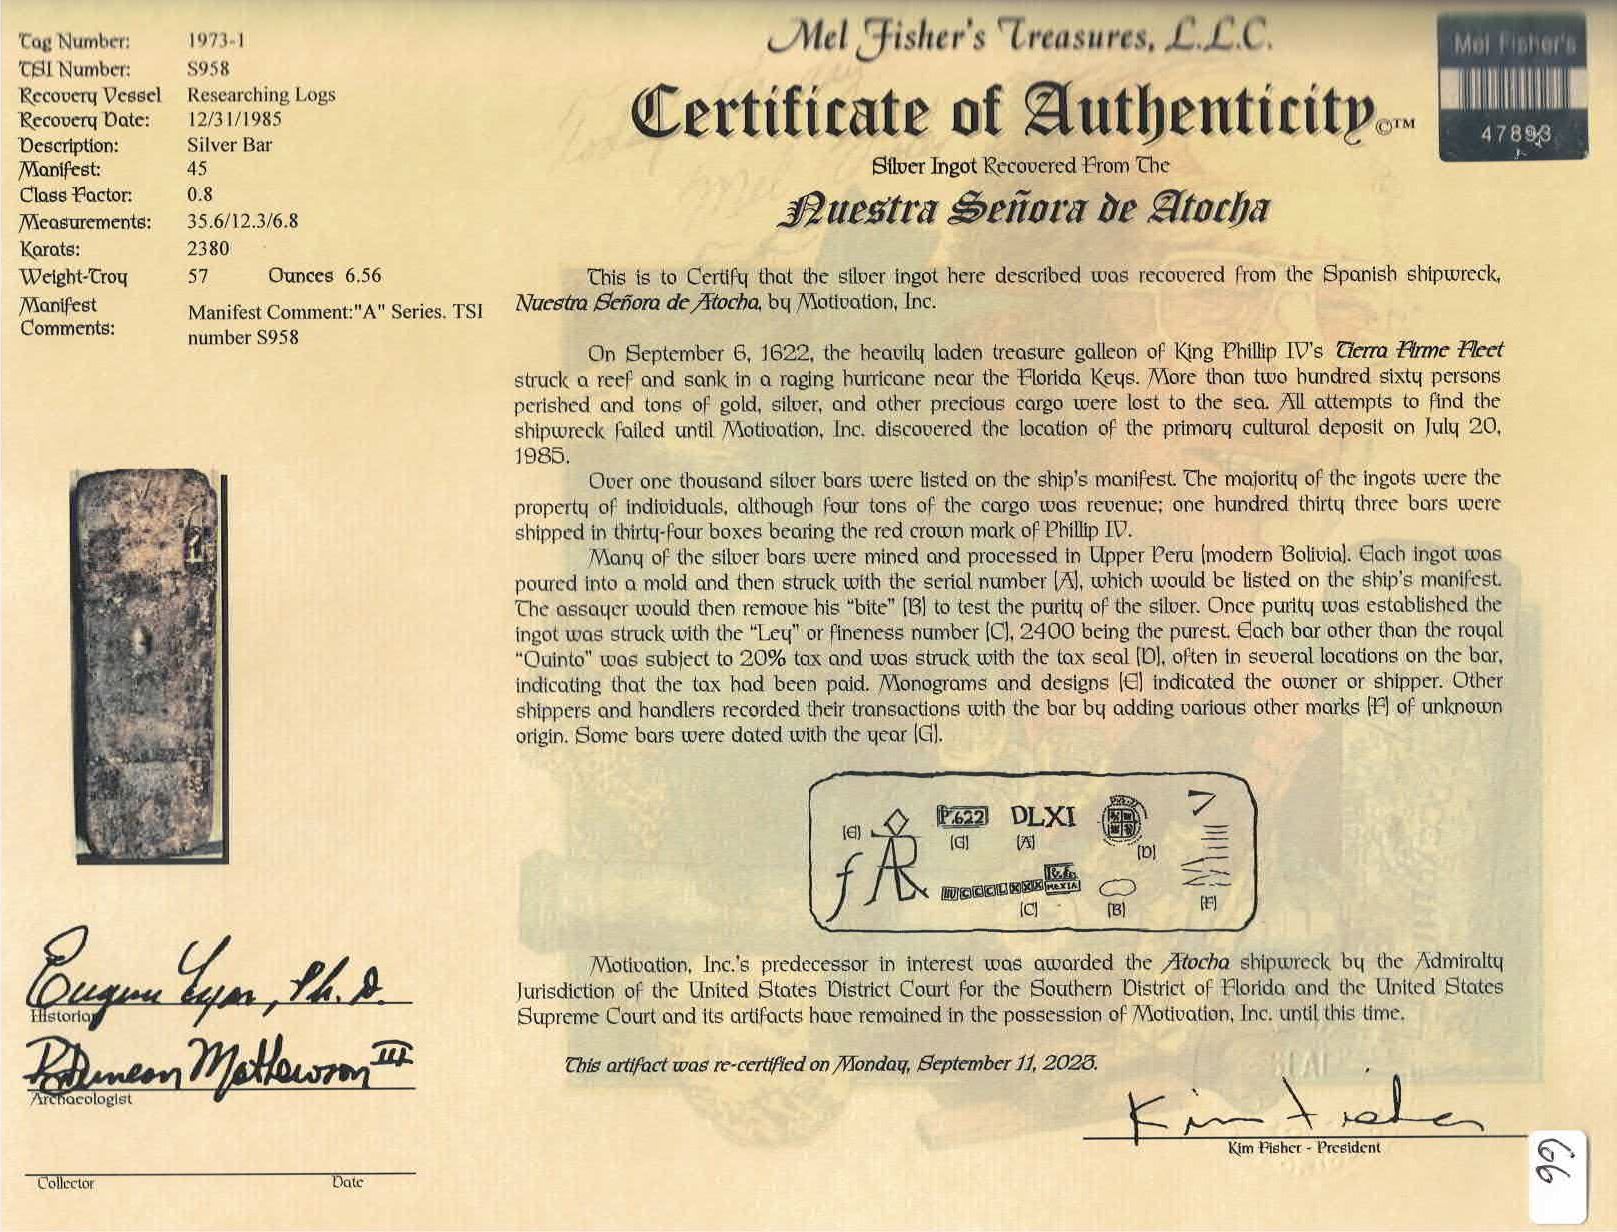 Tag Number: 1973-1
TSI Number: S958
Recovery Vessel Researching Logs
Recovery Date: 12/31/1985
Description: Silver Bar
Manifest: 45
Class Factor: 0.8
Measurements: 35.6/12.3/6.8
Karats: 2380
Weight-Troy 57 Ounces 6.56
Manifest Comments: Manifest Comment:"A" Series. TSI
number S958
Mel Fisher's Treasures, L.L.C.
Certificate of Authenticity©™
Silver Ingot Recovered From The
Nuestra Señora de Atocha
Mel Fisher's
47893
This is to Certify that the silver ingot here described was recovered from the Spanish shipwreck,
Nuestra Señora de Atocha, by Motivation, Inc.
On September 6, 1622, the heavily laden treasure galleon of King Phillip IV's Tierra Firme Fleet
struck a reef and sank in a raging hurricane near the Florida Keys. More than two hundred sixty persons
perished and tons of gold, silver, and other precious cargo were lost to the sea. All attempts to find the
shipwreck failed until Motivation, Inc. discovered the location of the primary cultural deposit on July 20,
1985.
Over one thousand silver bars were listed on the ship's manifest. The majority of the ingots were the
property of individuals, although four tons of the cargo was revenue; one hundred thirty three bars were
shipped in thirty-four boxes bearing the red crown mark of Phillip IV.
Many of the silver bars were mined and processed in Upper Peru (modern Bolivia). Each ingot was
poured into a mold and then struck with the serial number (A), which would be listed on the ship's manifest.
The assayer would then remove his "bite" (B) to test the purity of the silver. Once purity was established the
ingot was struck with the "Ley" or fineness number (C), 2400 being the purest. Each bar other than the royal
"Quinto" was subject to 20% tax and was struck with the tax seal (D), often in several locations on the bar,
indicating that the tax had been paid. Monograms and designs (E) indicated the owner or shipper. Other
shippers and handlers recorded their transactions with the bar by adding various other marks (F) of unknown
origin. Some bars were dated with the year (G).
(E) P.622 DLXI
(G) (A) (D)
(C) (B) (F)
Motivation, Inc.'s predecessor in interest was awarded the Atocha shipwreck by the Admiralty
Jurisdiction of the United States District Court for the Southern District of Florida and the United States
Supreme Court and its artifacts have remained in the possession of Motivation, Inc. until this time.
This artifact was re-certified on Monday, September 11, 2023.
Eugene Lyon, Ph.D.
Historian
R Duncan Mathewson III
Archaeologist
Collector Date
Kim Fisher
Kim Fisher - President
66